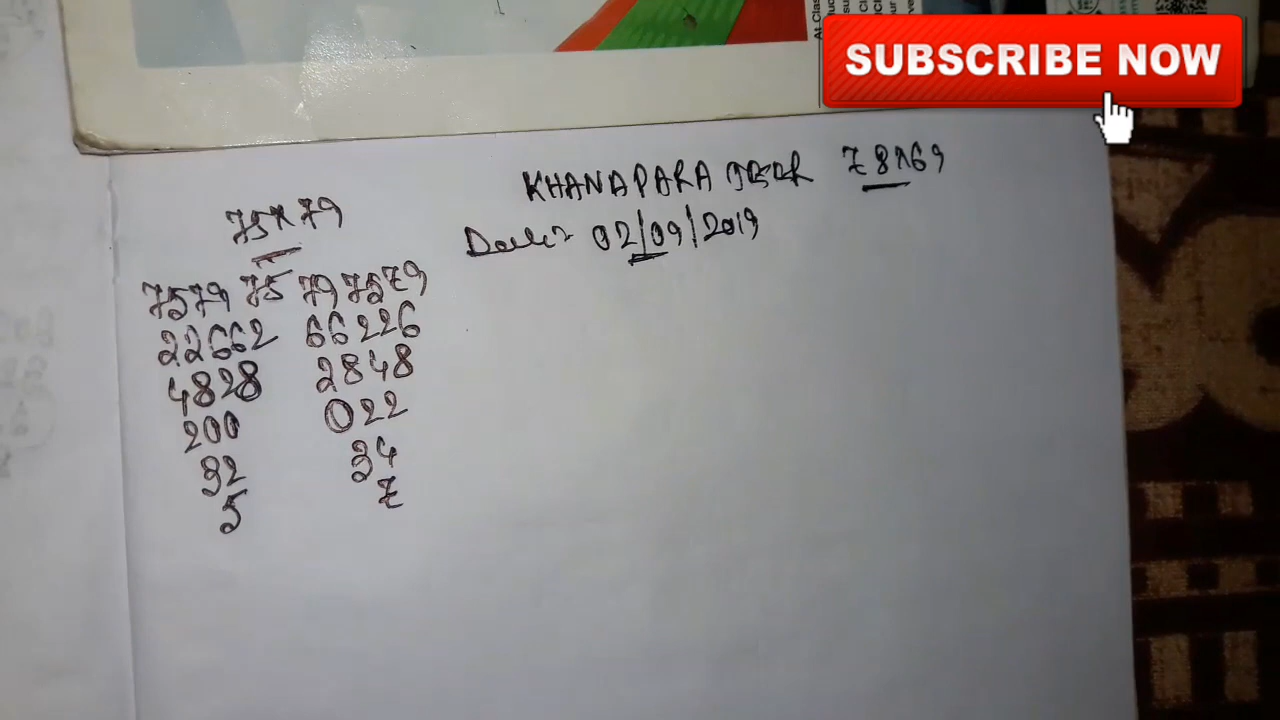 SUBSCRIBE NOW
KHANAPARA TEER 78X69
Date:- 02/09/2019
75X79
7579 75 79 7579
22662 66226
4828 2848
200 022
32 34
5 7